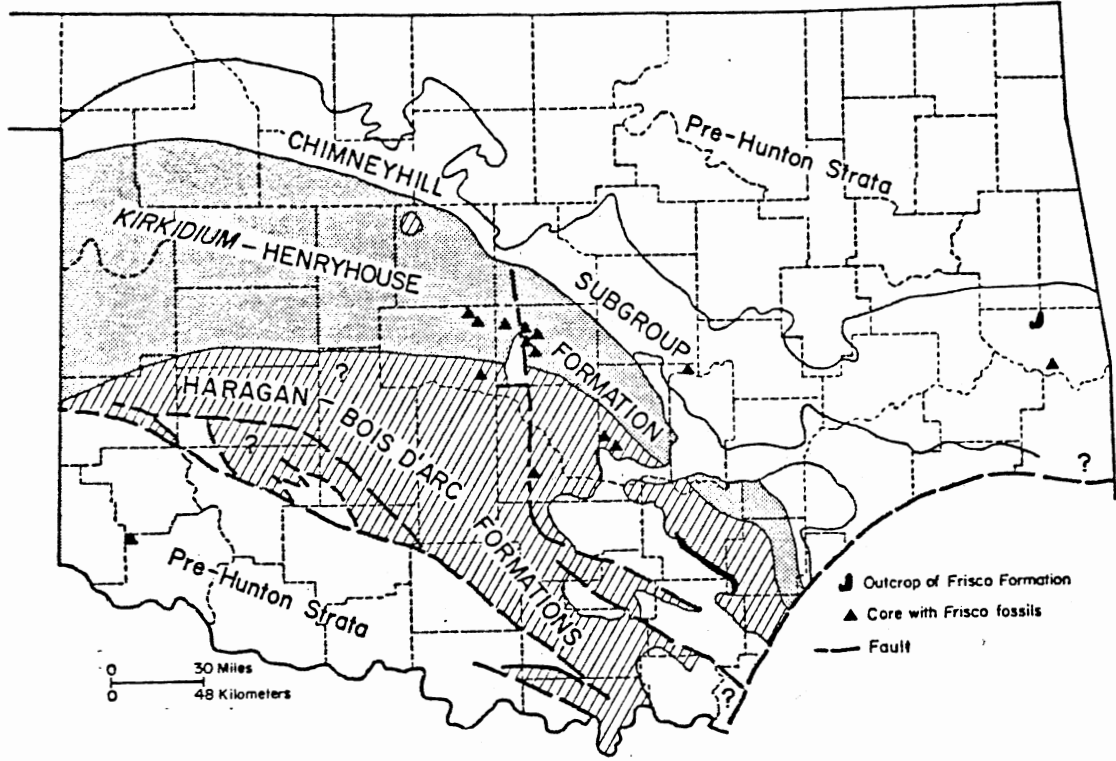 Pre-Hunton Strata
CHIMNEYHILL
SUBGROUP
KIRKIDIUM – HENRYHOUSE
FORMATION
?
HARAGAN – BOIS D'ARC
FORMATIONS
?
?
?
Pre-Hunton Strata
Outcrop of Frisco Formation
Core with Frisco fossils
Fault
0 30 Miles
0 48 Kilometers